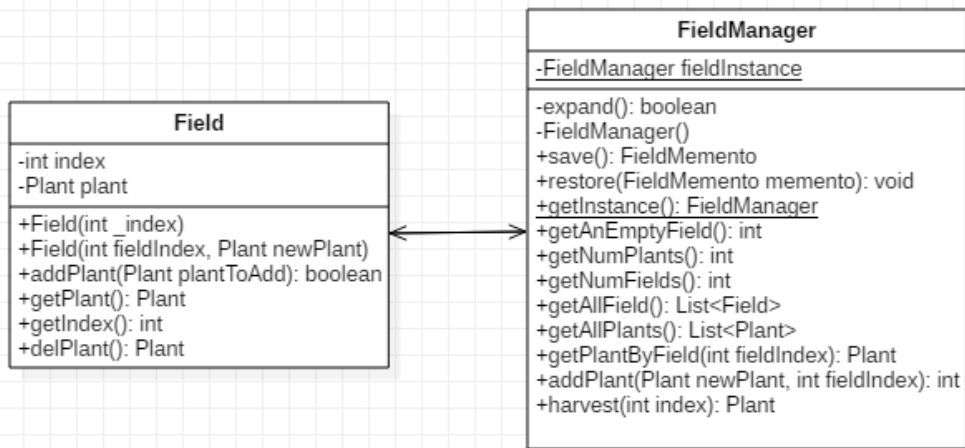 Field
-int index
-Plant plant
+Field(int _index)
+Field(int fieldIndex, Plant newPlant)
+addPlant(Plant plantToAdd): boolean
+getPlant(): Plant
+getIndex(): int
+delPlant(): Plant
FieldManager
-FieldManager fieldInstance
-expand(): boolean
-FieldManager()
+save(): FieldMemento
+restore(FieldMemento memento): void
+getInstance(): FieldManager
+getAnEmptyField(): int
+getNumPlants(): int
+getNumFields(): int
+getAllField(): List<Field>
+getAllPlants(): List<Plant>
+getPlantByField(int fieldIndex): Plant
+addPlant(Plant newPlant, int fieldIndex): int
+harvest(int index): Plant